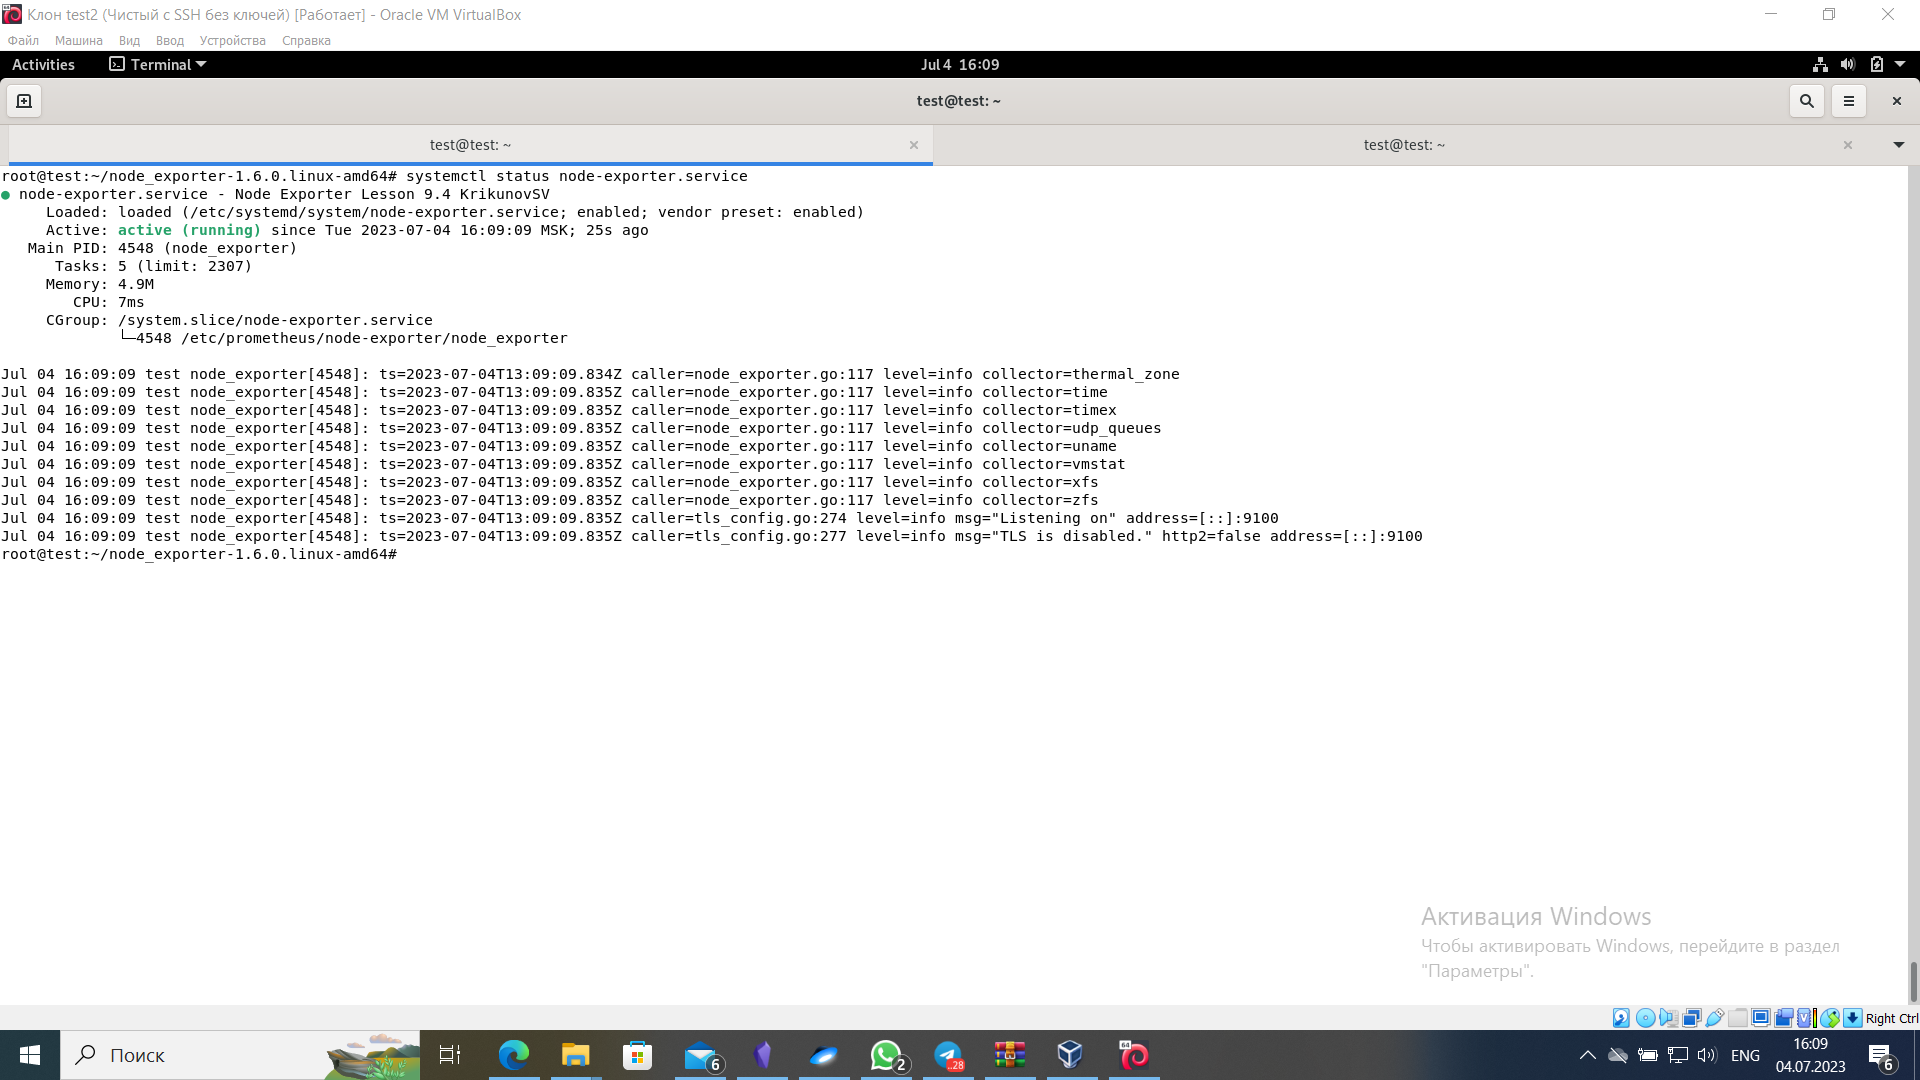 Клон test2 (Чистый с SSH без ключей) [Работает] - Oracle VM VirtualBox
Файл Машина Вид Ввод Устройства Справка
Activities Terminal Jul 4 16:09
test@test: ~
test@test: ~ test@test: ~
root@test:~/node_exporter-1.6.0.linux-amd64# systemctl status node-exporter.service
● node-exporter.service - Node Exporter Lesson 9.4 KrikunovSV
Loaded: loaded (/etc/systemd/system/node-exporter.service; enabled; vendor preset: enabled)
Active: active (running) since Tue 2023-07-04 16:09:09 MSK; 25s ago
Main PID: 4548 (node_exporter)
Tasks: 5 (limit: 2307)
Memory: 4.9M
CPU: 7ms
CGroup: /system.slice/node-exporter.service
└─4548 /etc/prometheus/node-exporter/node_exporter
Jul 04 16:09:09 test node_exporter[4548]: ts=2023-07-04T13:09:09.834Z caller=node_exporter.go:117 level=info collector=thermal_zone
Jul 04 16:09:09 test node_exporter[4548]: ts=2023-07-04T13:09:09.835Z caller=node_exporter.go:117 level=info collector=time
Jul 04 16:09:09 test node_exporter[4548]: ts=2023-07-04T13:09:09.835Z caller=node_exporter.go:117 level=info collector=timex
Jul 04 16:09:09 test node_exporter[4548]: ts=2023-07-04T13:09:09.835Z caller=node_exporter.go:117 level=info collector=udp_queues
Jul 04 16:09:09 test node_exporter[4548]: ts=2023-07-04T13:09:09.835Z caller=node_exporter.go:117 level=info collector=uname
Jul 04 16:09:09 test node_exporter[4548]: ts=2023-07-04T13:09:09.835Z caller=node_exporter.go:117 level=info collector=vmstat
Jul 04 16:09:09 test node_exporter[4548]: ts=2023-07-04T13:09:09.835Z caller=node_exporter.go:117 level=info collector=xfs
Jul 04 16:09:09 test node_exporter[4548]: ts=2023-07-04T13:09:09.835Z caller=node_exporter.go:117 level=info collector=zfs
Jul 04 16:09:09 test node_exporter[4548]: ts=2023-07-04T13:09:09.835Z caller=tls_config.go:274 level=info msg="Listening on" address=[::]:9100
Jul 04 16:09:09 test node_exporter[4548]: ts=2023-07-04T13:09:09.835Z caller=tls_config.go:277 level=info msg="TLS is disabled." http2=false address=[::]:9100
root@test:~/node_exporter-1.6.0.linux-amd64#
Активация Windows
Чтобы активировать Windows, перейдите в раздел
"Параметры".
Right Ctrl
Поиск 6 2 ..28 64 ENG 16:09 6
04.07.2023